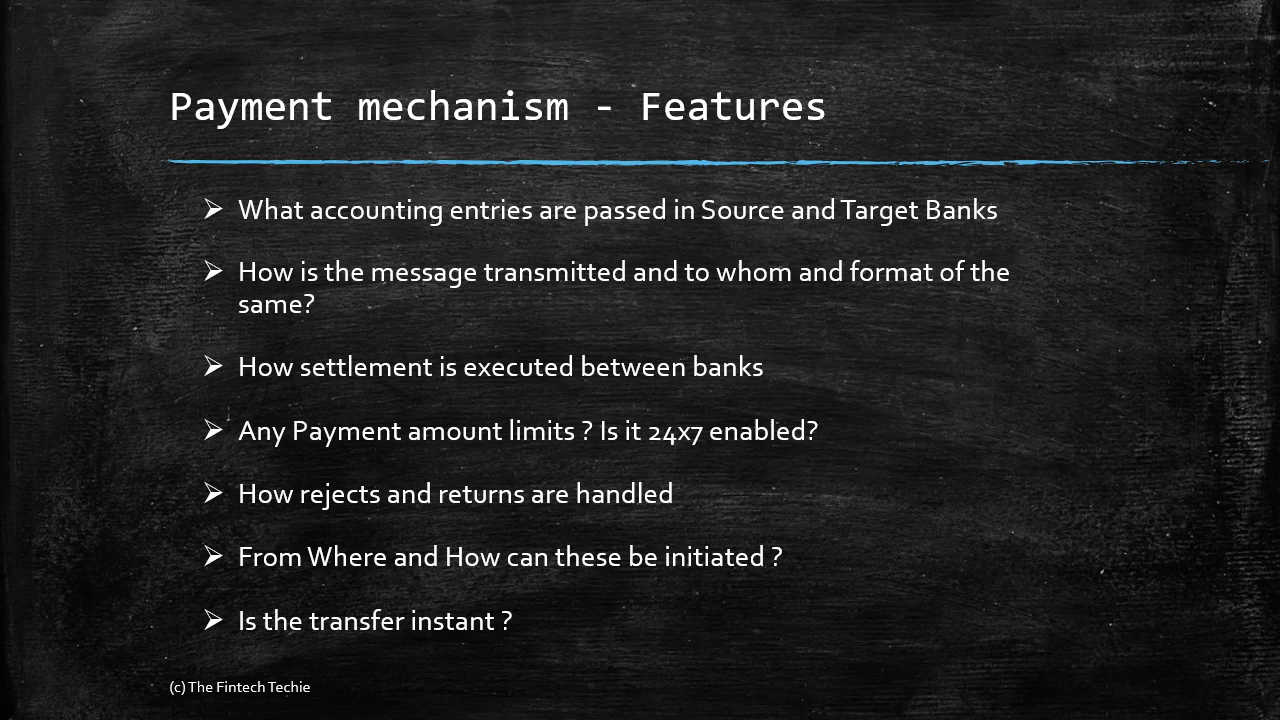 Payment mechanism - Features
➢ What accounting entries are passed in Source and Target Banks
➢ How is the message transmitted and to whom and format of the
same?
➢ How settlement is executed between banks
➢ Any Payment amount limits ? Is it 24x7 enabled?
➢ How rejects and returns are handled
➢ From Where and How can these be initiated ?
➢ Is the transfer instant ?
(c) The Fintech Techie